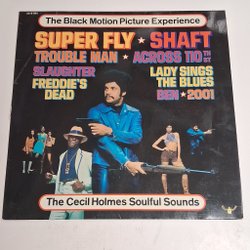 The Black Motion Picture Experience
SUPER FLY ★ SHAFT
TROUBLE MAN ★ ACROSS 110TH ST
SLAUGHTER
FREDDIE'S
DEAD
LADY SINGS
THE BLUES
BEN ★ 2001
The Cecil Holmes Soulful Sounds